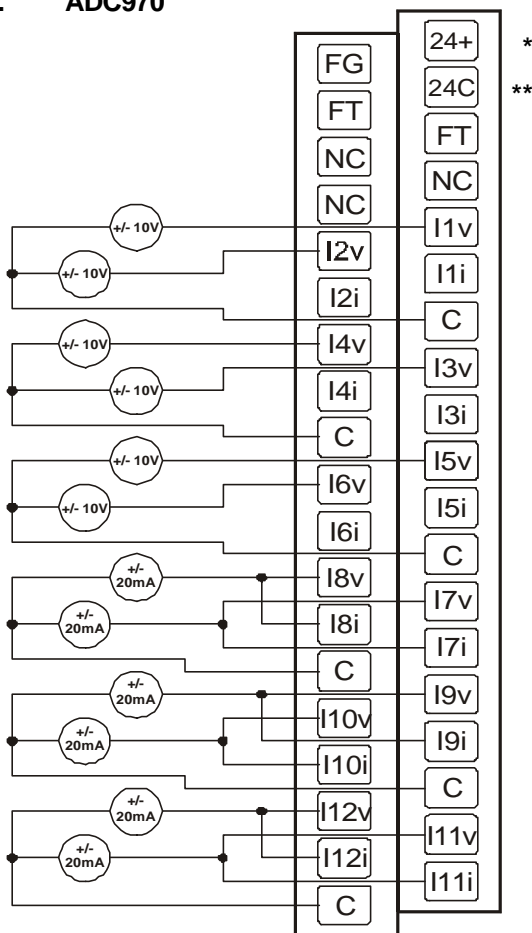 ADC970
24+ *
FG
24C **
FT
FT
NC
NC
NC
I1v
+/- 10V
I2v
+/- 10V
I1i
I2i
C
I4v
+/- 10V
I3v
+/- 10V
I4i
I3i
C
I5v
+/- 10V
I6v
+/- 10V
I5i
I6i
C
I8v
+/-
20mA
I7v
+/-
20mA
I8i
I7i
C
I9v
+/-
20mA
I10v
+/-
20mA
I9i
I10i
C
I12v
+/-
20mA
I11v
+/-
20mA
I12i
I11i
C